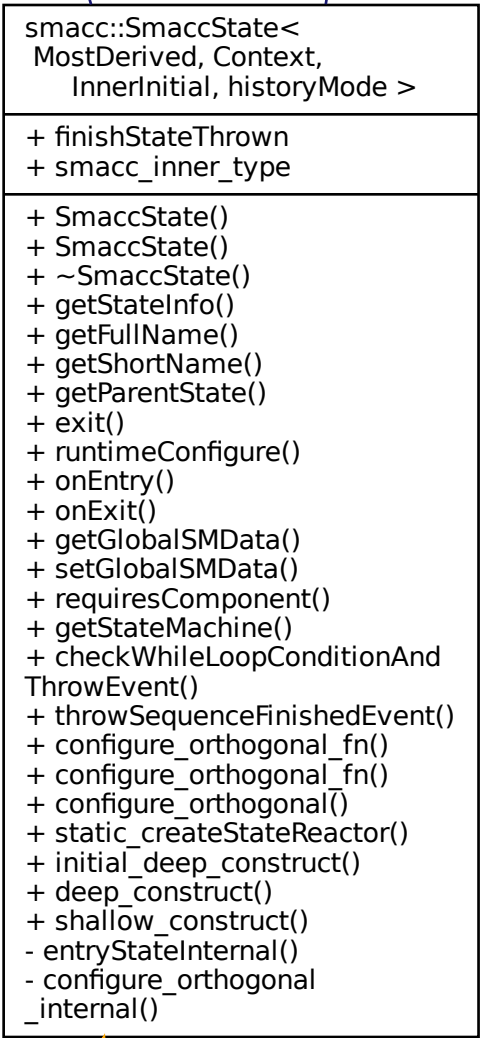 smacc::SmaccState<
MostDerived, Context,
InnerInitial, historyMode >
+ finishStateThrown
+ smacc_inner_type
+ SmaccState()
+ SmaccState()
+ ~SmaccState()
+ getStateInfo()
+ getFullName()
+ getShortName()
+ getParentState()
+ exit()
+ runtimeConfigure()
+ onEntry()
+ onExit()
+ getGlobalSMData()
+ setGlobalSMData()
+ requiresComponent()
+ getStateMachine()
+ checkWhileLoopConditionAnd
ThrowEvent()
+ throwSequenceFinishedEvent()
+ configure_orthogonal_fn()
+ configure_orthogonal_fn()
+ configure_orthogonal()
+ static_createStateReactor()
+ initial_deep_construct()
+ deep_construct()
+ shallow_construct()
- entryStateInternal()
- configure_orthogonal
_internal()